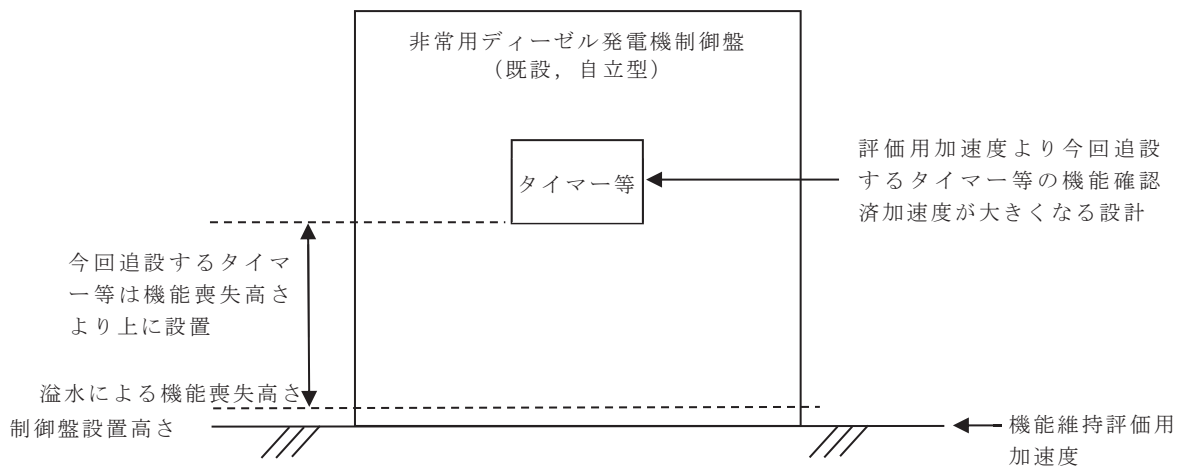 非常用ディーゼル発電機制御盤
（既設，自立型）
タイマー等
評価用加速度より今回追設
するタイマー等の機能確認
済加速度が大きくなる設計
今回追設するタイマ
ー等は機能喪失高さ
より上に設置
溢水による機能喪失高さ
制御盤設置高さ
機能維持評価用
加速度